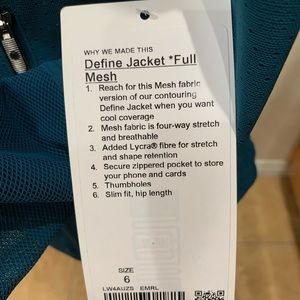 WHY WE MADE THIS
Define Jacket *Full
Mesh
1. Reach for this Mesh fabric
version of our contouring
Define Jacket when you want
cool coverage
2. Mesh fabric is four-way stretch
and breathable
3. Added Lycra® fibre for stretch
and shape retention
4. Secure zippered pocket to store
your phone and cards
5. Thumbholes
6. Slim fit, hip length
SIZE
6
LW4AUZS EMRL